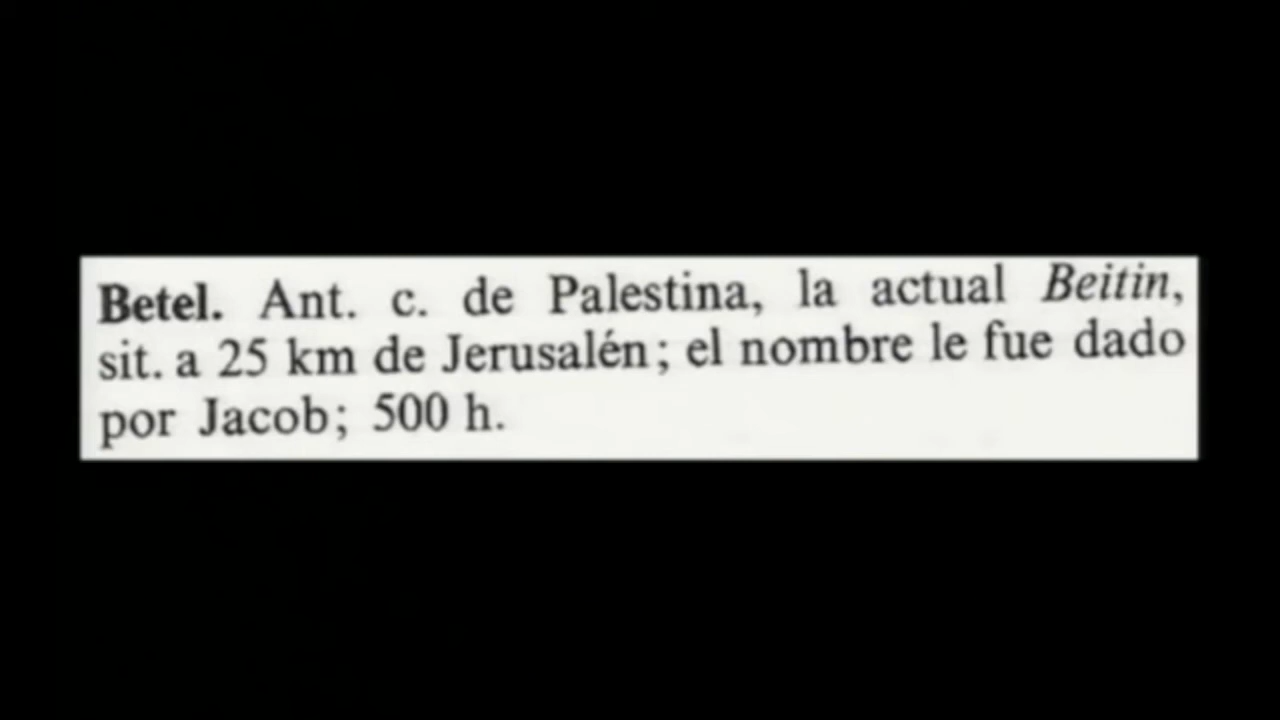 Betel. Ant. c. de Palestina, la actual Beitin,
sit. a 25 km de Jerusalén; el nombre le fue dado
por Jacob; 500 h.